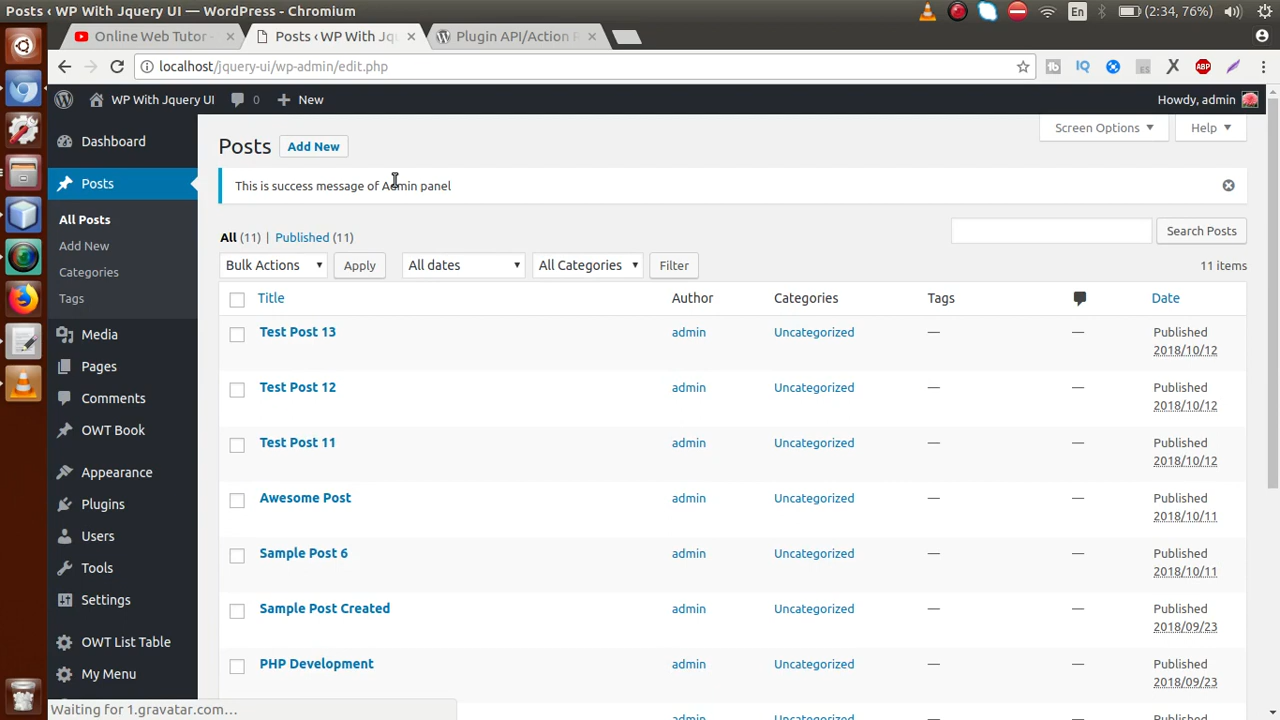 Posts ‹ WP With Jquery UI — WordPress - Chromium
En
(2:34, 76%)
Online Web Tutor -
Posts ‹ WP With Jqu
Plugin API/Action R
localhost/jquery-ui/wp-admin/edit.php
fb
IQ
ES
X
ABP
WP With Jquery UI
0
New
Howdy, admin
Dashboard
Posts
All Posts
Add New
Categories
Tags
Media
Pages
Comments
OWT Book
Appearance
Plugins
Users
Tools
Settings
OWT List Table
My Menu
Screen Options
Help
Posts
Add New
This is success message of Admin panel
All (11) | Published (11)
Search Posts
Bulk Actions
Apply
All dates
All Categories
Filter
11 items
Title Author Categories Tags Date
Test Post 13 admin Uncategorized — — Published
2018/10/12
Test Post 12 admin Uncategorized — — Published
2018/10/12
Test Post 11 admin Uncategorized — — Published
2018/10/12
Awesome Post admin Uncategorized — — Published
2018/10/11
Sample Post 6 admin Uncategorized — — Published
2018/10/11
Sample Post Created admin Uncategorized — — Published
2018/09/23
PHP Development admin Uncategorized — — Published
2018/09/23
Waiting for 1.gravatar.com...